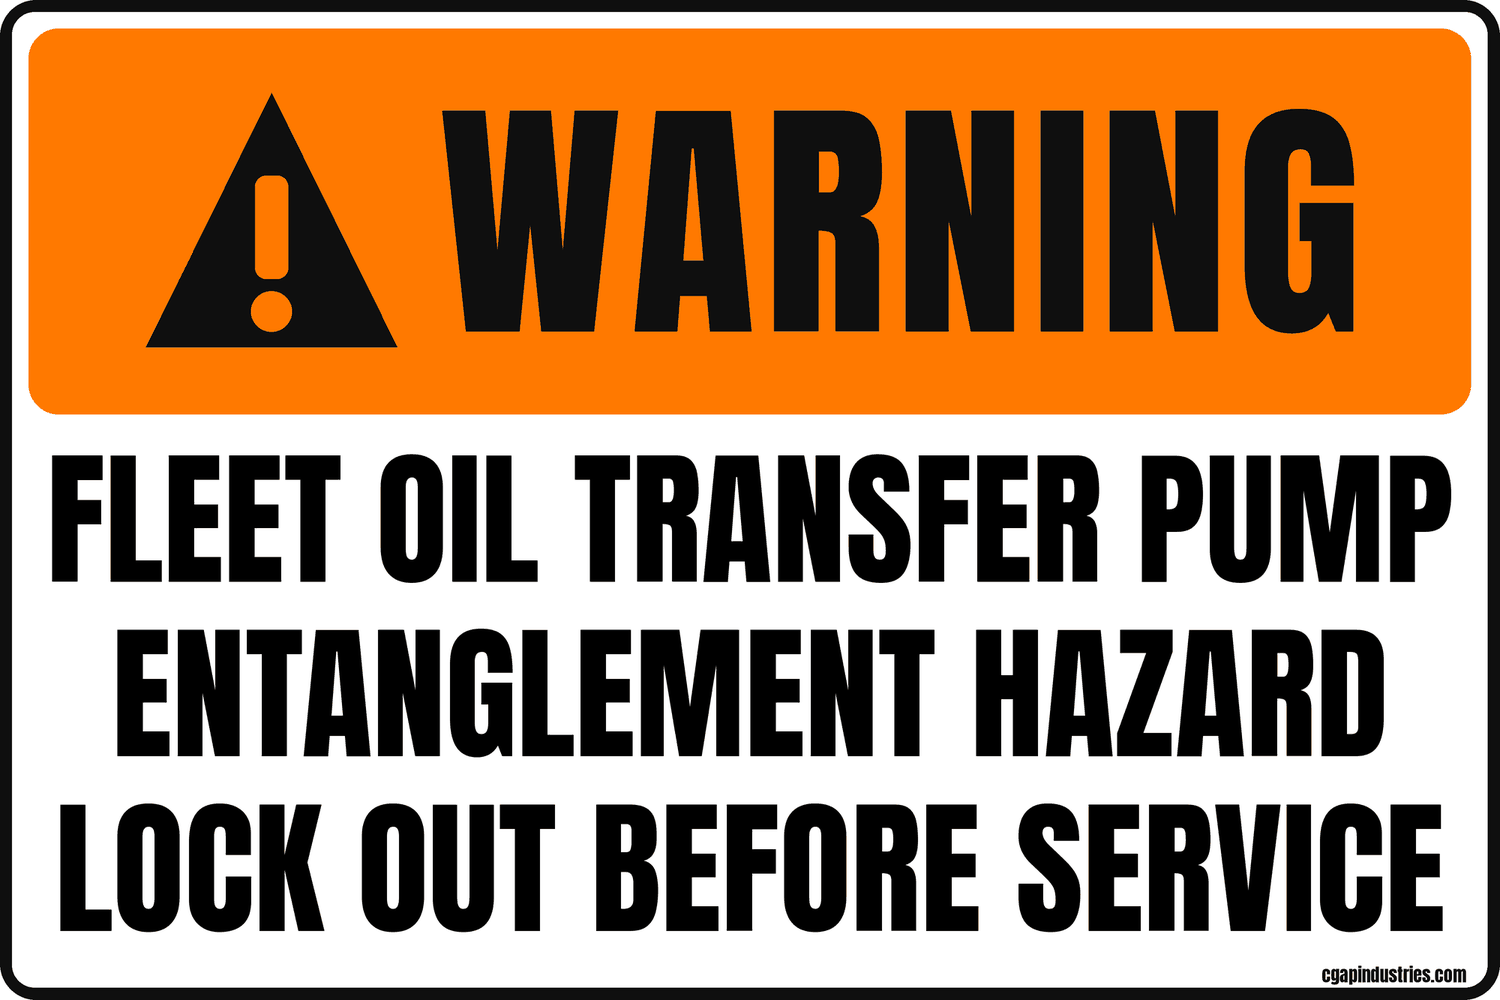 WARNING
FLEET OIL TRANSFER PUMP
ENTANGLEMENT HAZARD
LOCK OUT BEFORE SERVICE
cgapindustries.com